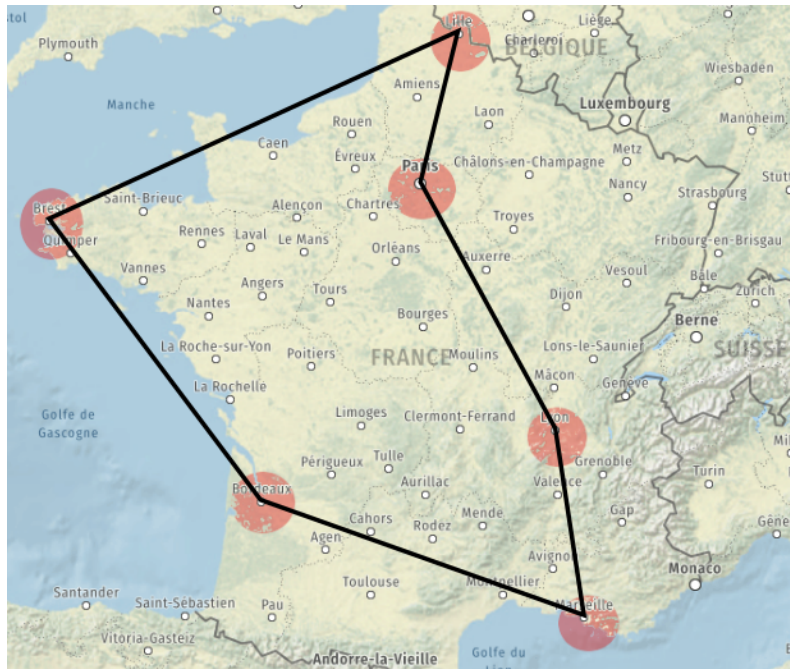 Lille
Liège
Plymouth
Charleroi
BELGIQUE
Wiesbaden
Amiens
Manche
Luxembourg
Laon
Mannheim
Rouen
Caen
Évreux
Paris
Châlons-en-Champagne
Metz
Nancy
Strasbourg
Saint-Brieuc
Alençon
Chartres
Brest
Troyes
Rennes
Laval
Le Mans
Quimper
Orléans
Auxerre
Fribourg-en-Brisgau
Vannes
Vesoul
Bâle
Angers
Tours
Zurich
Nantes
Dijon
Bourges
Berne
La Roche-sur-Yon
Poitiers
FRANCE
Moulins
Lons-le-Saunier
SUISSE
La Rochelle
Mâcon
Genève
Golfe de
Gascogne
Limoges
Clermont-Ferrand
Lyon
Périgueux
Tulle
Grenoble
Turin
Bordeaux
Aurillac
Valence
Cahors
Mende
Gap
Rodez
Agen
Avignon
Monaco
Toulouse
Montpellier
Santander
Saint-Sébastien
Pau
Marseille
Vitoria-Gasteiz
Andorre-la-Vieille
Golfe du